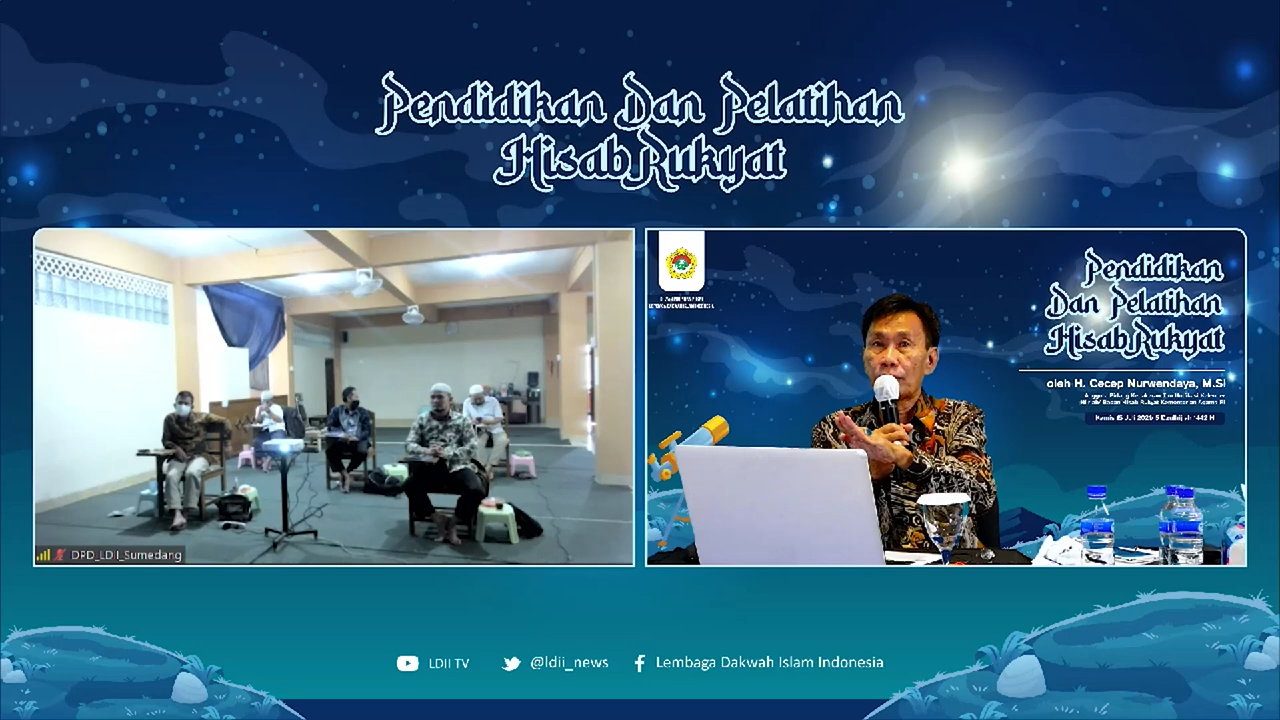 Pendidikan Dan Pelatihan
Hisab Rukyat
DPD_LDII_Sumedang
Pendidikan
Dan Pelatihan
Hisab Rukyat
oleh H. Cecep Nurwendaya, M.Si
LDII TV
@ldii_news
Lembaga Dakwah Islam Indonesia